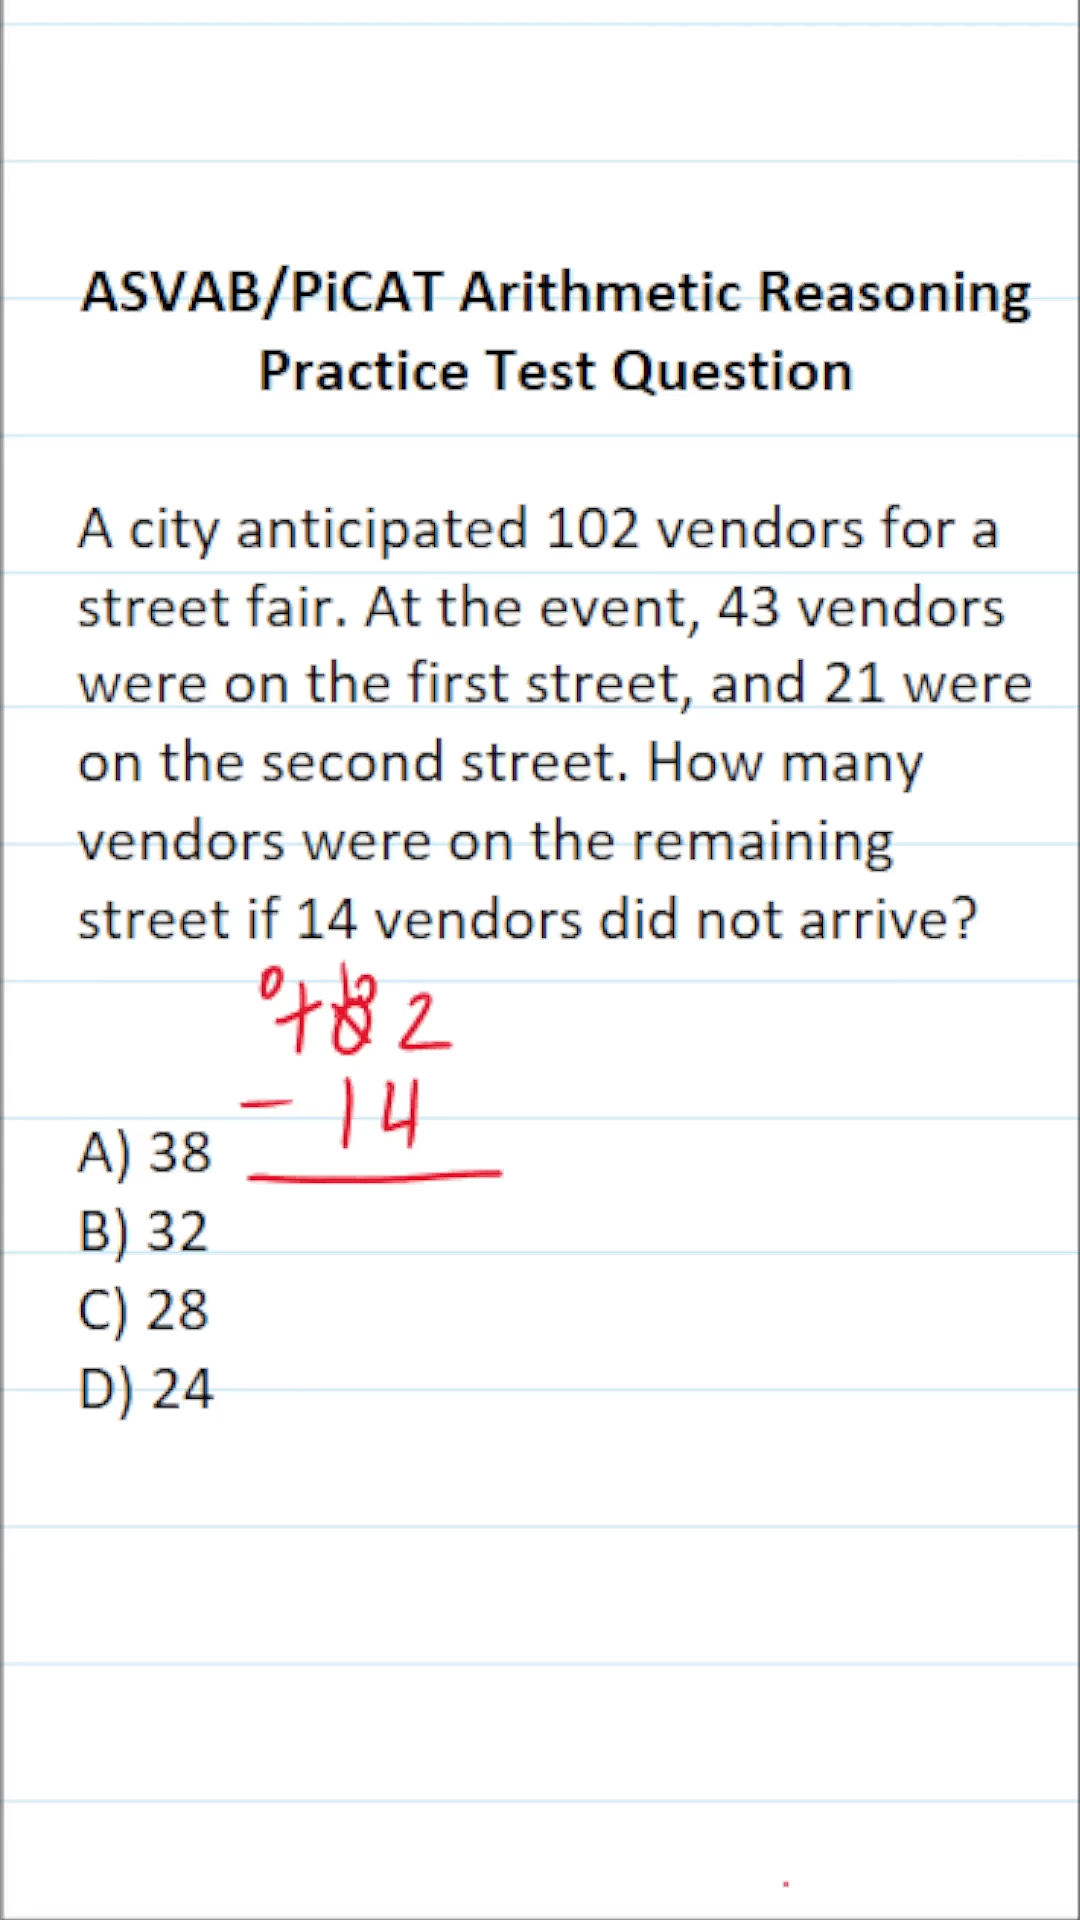 ASVAB/PiCAT Arithmetic Reasoning
Practice Test Question
A city anticipated 102 vendors for a
street fair. At the event, 43 vendors
were on the first street, and 21 were
on the second street. How many
vendors were on the remaining
street if 14 vendors did not arrive?
0 10
102
- 14
A) 38
B) 32
C) 28
D) 24